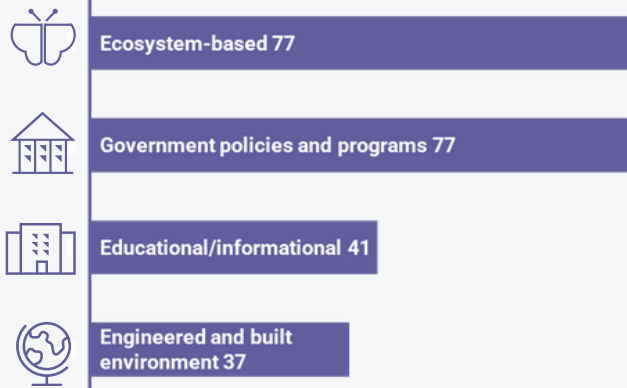 Ecosystem-based 77
Government policies and programs 77
Educational/informational 41
Engineered and built
environment 37